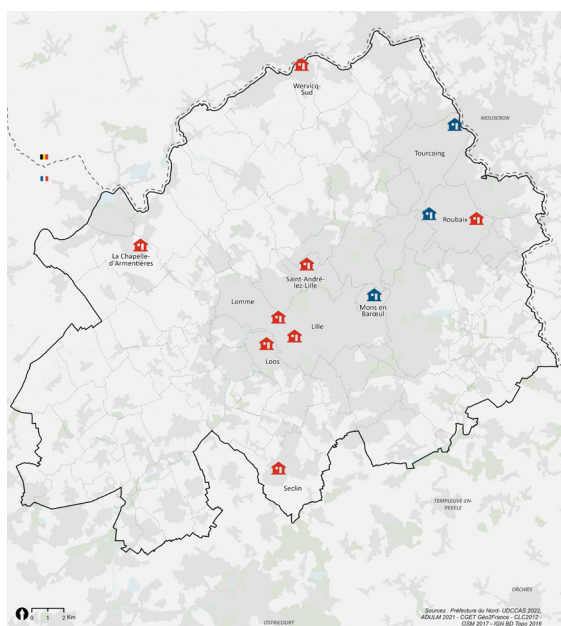 Wervicq-
Sud
MOUSCRON
Tourcoing
Roubaix
La Chapelle-
d'Armentières
Saint-André-
lez-Lille
Lomme
Mons en
Barœul
Lille
Loos
Seclin
TEMPLEUVE-EN-
PEVELE
ORCHIES
OSTRICOURT
0 1 2 Km
Sources : Préfecture du Nord- UDCCAS 2022,
ADULM 2021 - CGET Géo2France - CLC2012 -
OSM 2017 - IGN BD Topo 2016